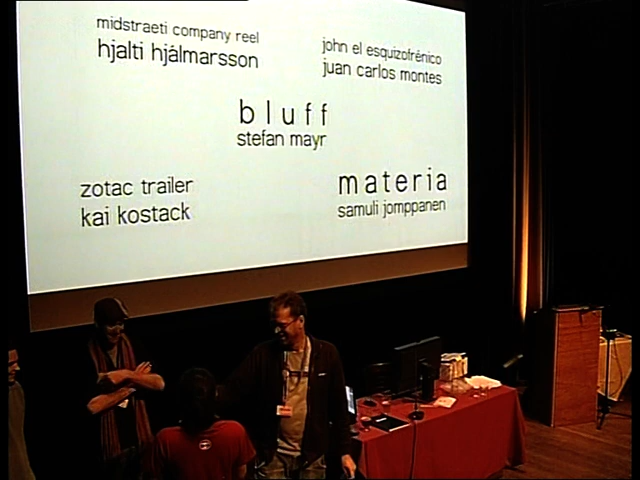 midstraeti company reel
hjalti hjálmarsson
john el esquizofrénico
juan carlos montes
bluff
stefan mayr
zotac trailer
kai kostack
materia
samuli jomppanen